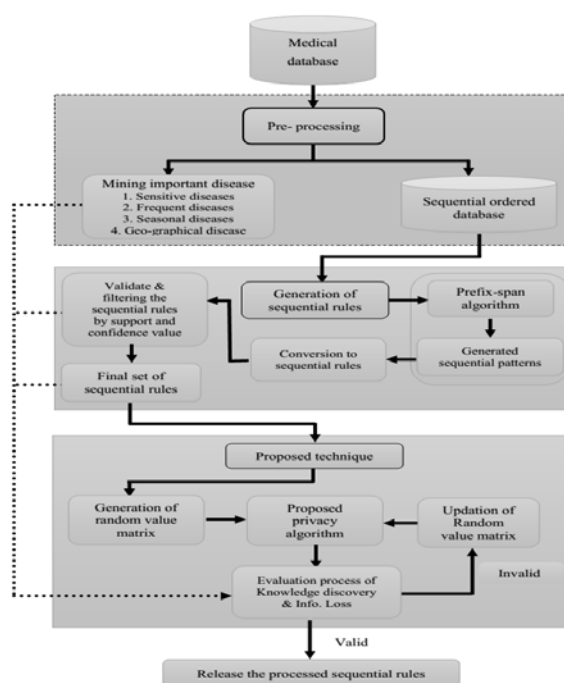 Medical
database
Pre- processing
Mining important disease
1. Sensitive diseases
2. Frequent diseases
3. Seasonal diseases
4. Geo-graphical disease
Sequential ordered
database
Validate &
filtering the
sequential rules
by support and
confidence value
Generation of
sequential rules
Prefix-span
algorithm
Conversion to
sequential rules
Generated
sequential patterns
Final set of
sequential rules
Proposed technique
Generation of
random value
matrix
Proposed
privacy
algorithm
Updation of
Random
value matrix
Evaluation process of
Knowledge discovery
& Info. Loss
Invalid
Valid
Release the processed sequential rules